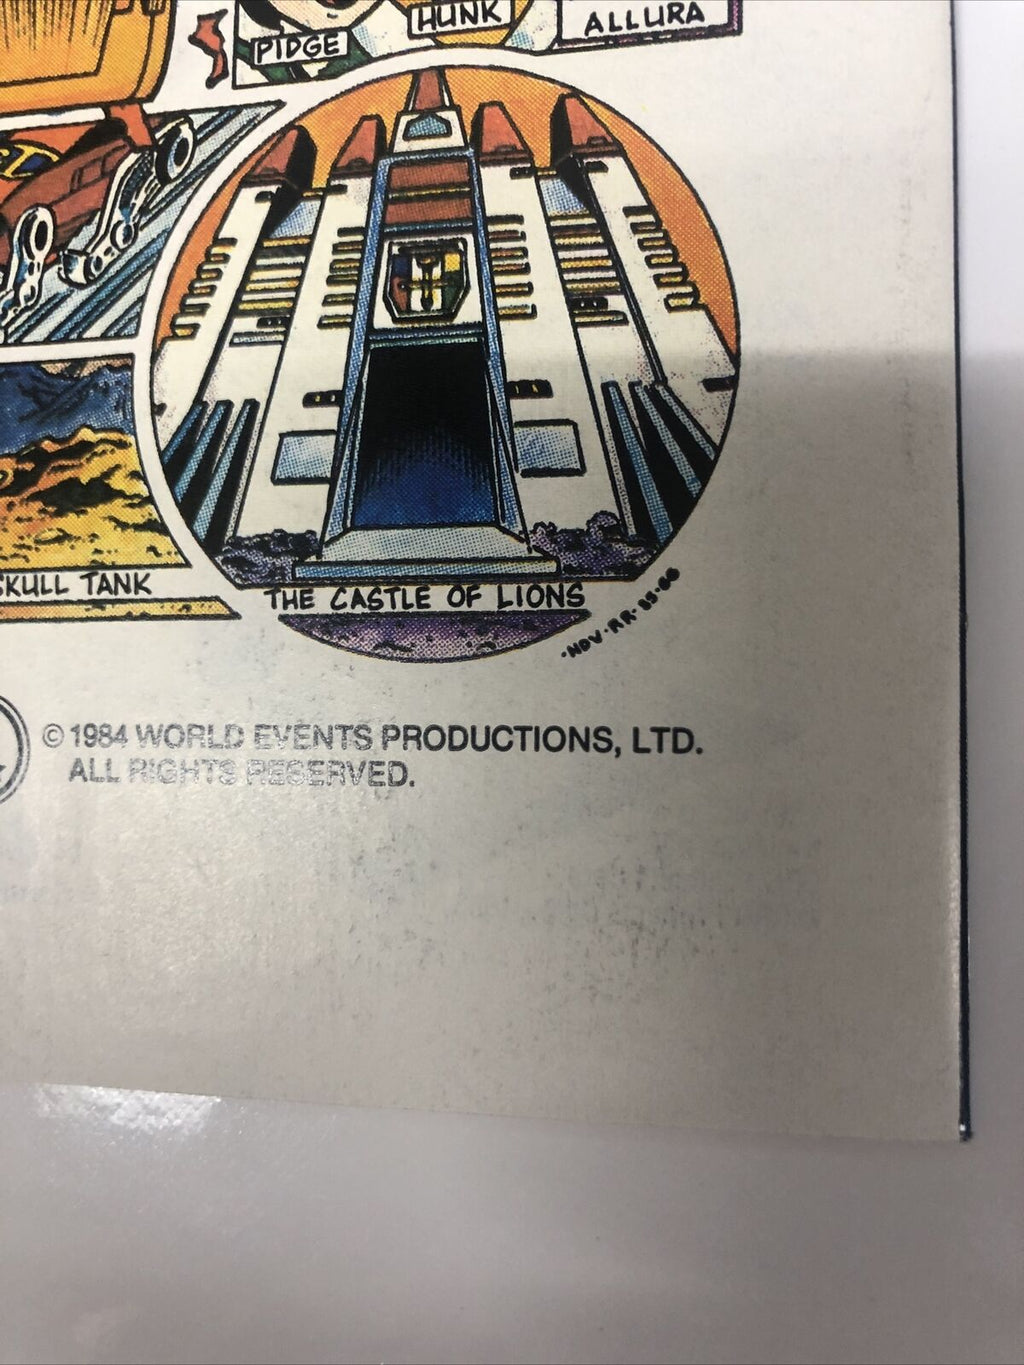 PIDGE
HUNK
ALLURA
SKULL TANK
THE CASTLE OF LIONS
© 1984 WORLD EVENTS PRODUCTIONS, LTD.
ALL RIGHTS RESERVED.